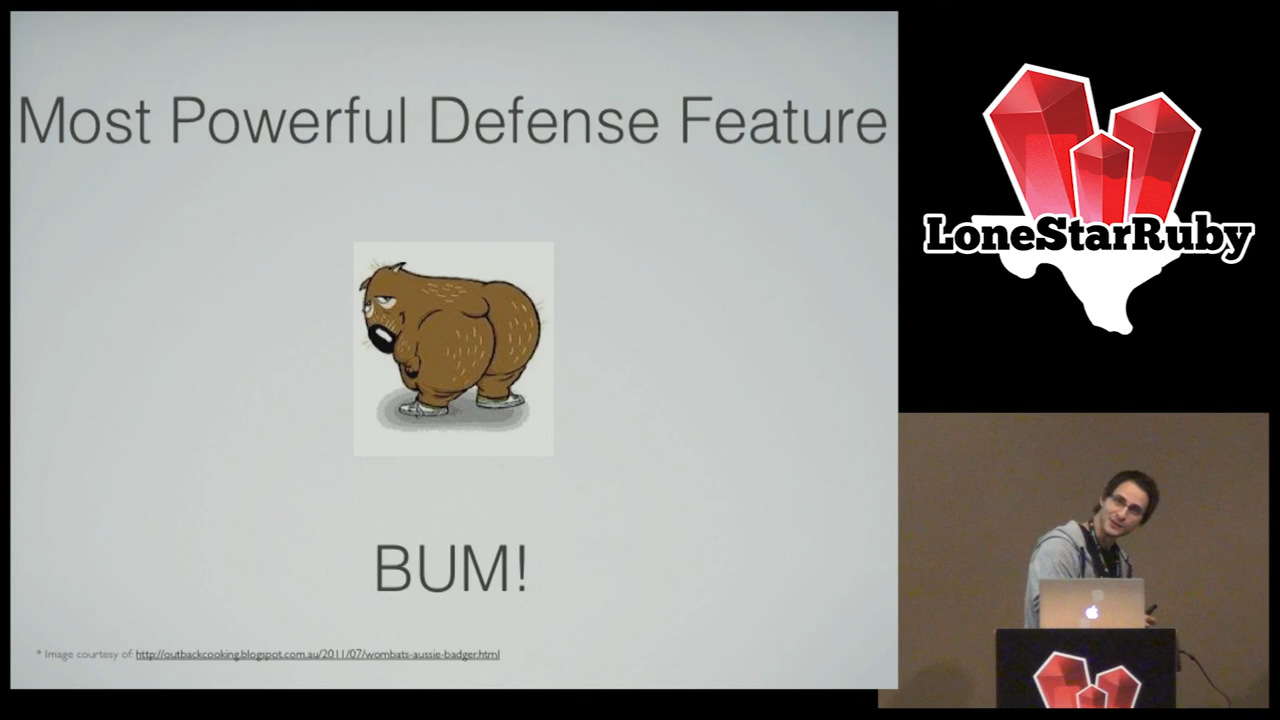 Most Powerful Defense Feature
BUM!
* Image courtesy of: http://outbackcooking.blogspot.com.au/2011/07/wombats-aussie-badger.html
LoneStarRuby